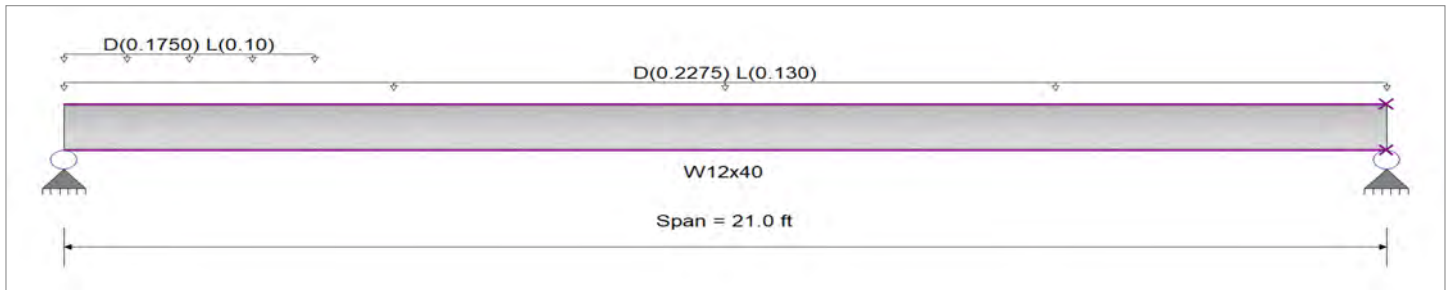 D(0.1750) L(0.10)
D(0.2275) L(0.130)
W12x40
Span = 21.0 ft